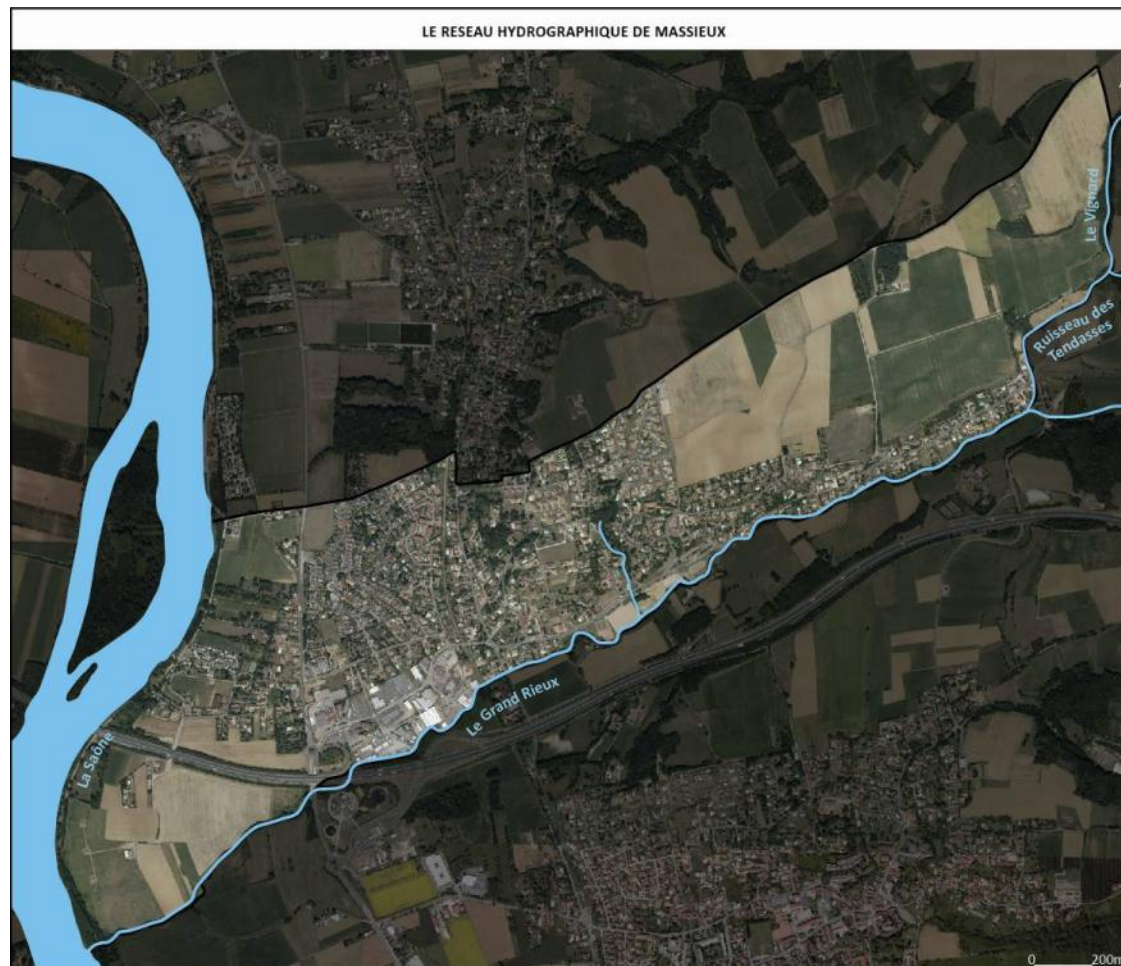 LE RESEAU HYDROGRAPHIQUE DE MASSIEUX
Le Vignard
Ruisseau des
Tendasses
Le Grand Rieux
La Saône
0 200m